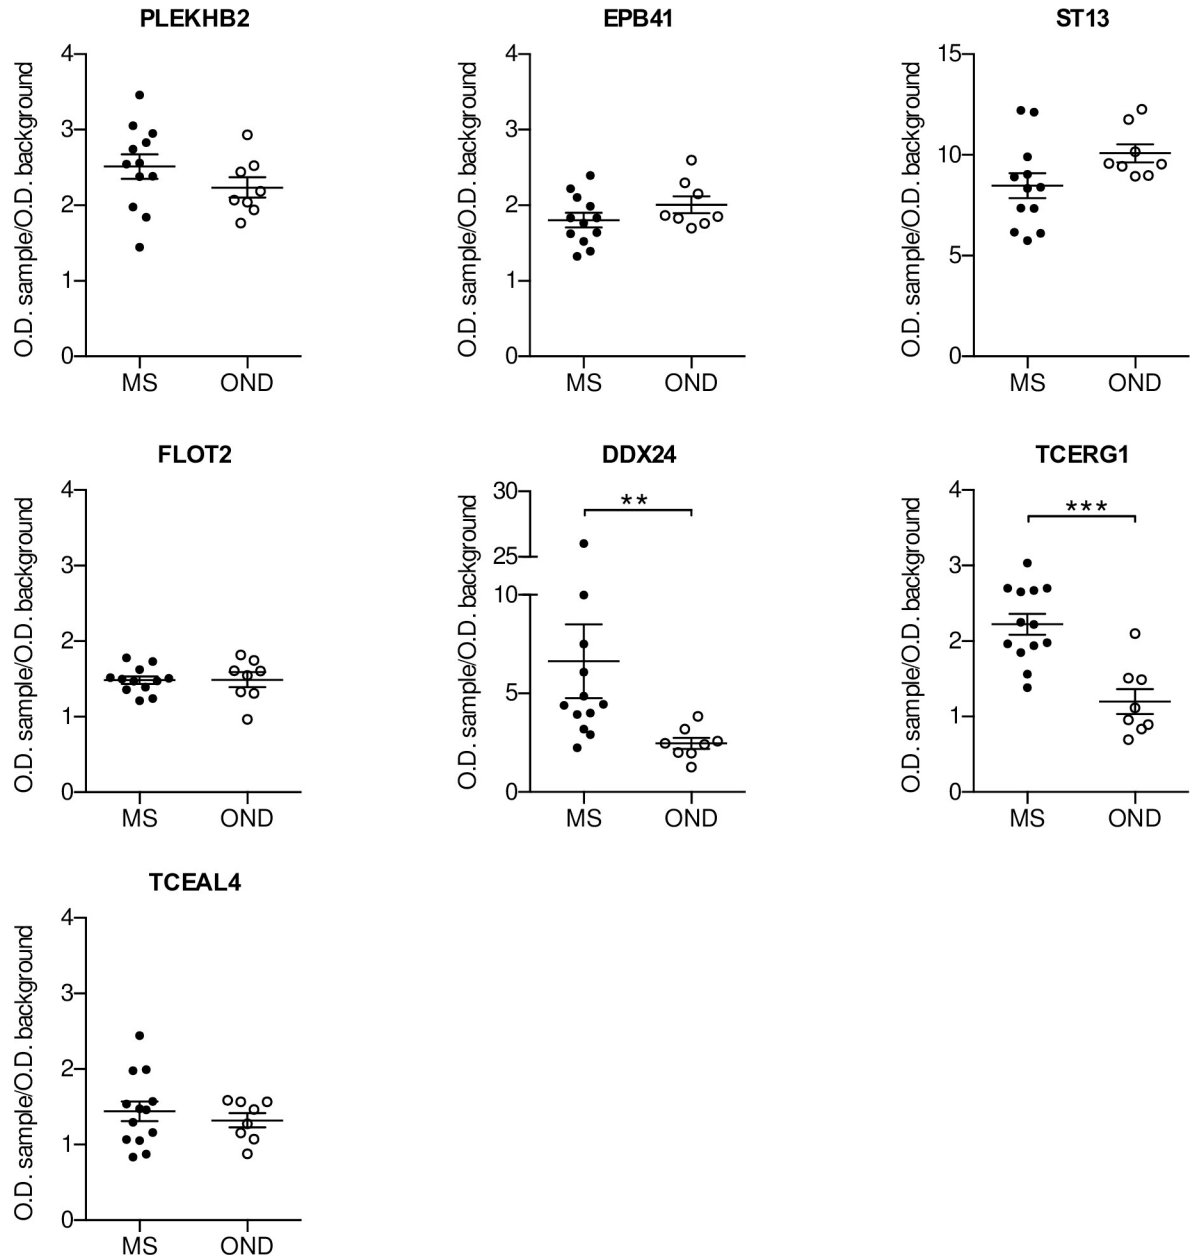 PLEKHB2
O.D. sample/O.D. background
4
3
2
1
0
MS OND
EPB41
O.D. sample/O.D. background
4
3
2
1
0
MS OND
ST13
O.D. sample/O.D. background
15
10
5
0
MS OND
FLOT2
O.D. sample/O.D. background
4
3
2
1
0
MS OND
DDX24
O.D. sample/O.D. background
30
25
10
5
0
**
MS OND
TCERG1
O.D. sample/O.D. background
4
3
2
1
0
***
MS OND
TCEAL4
O.D. sample/O.D. background
4
3
2
1
0
MS OND